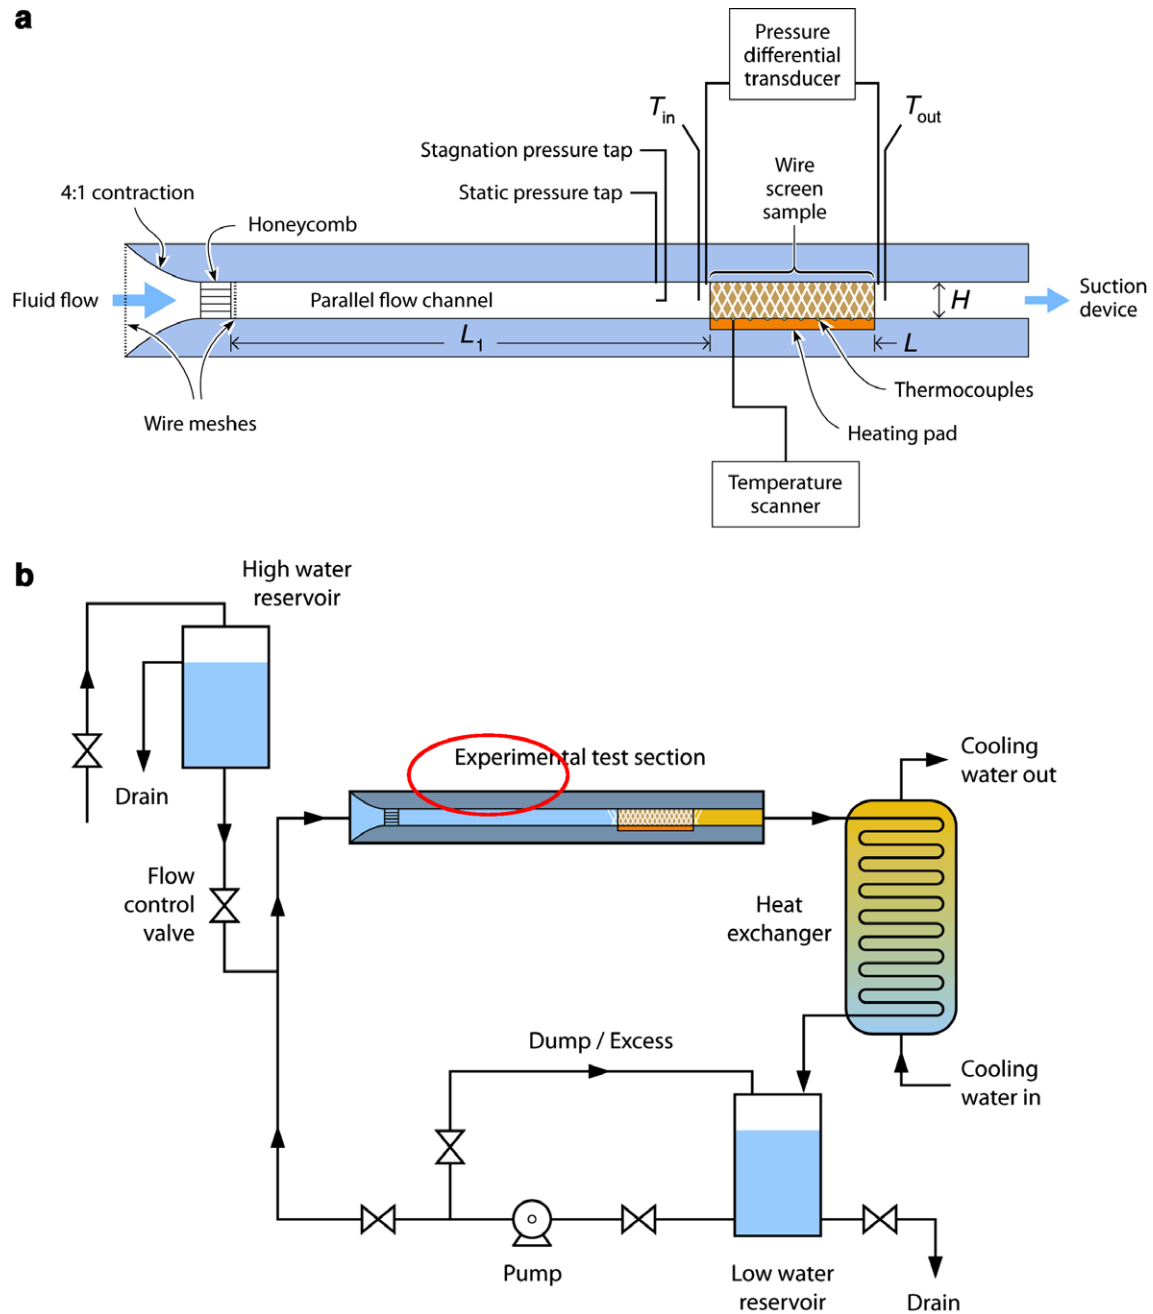 a
Pressure
differential
transducer
T in
T out
Stagnation pressure tap
Static pressure tap
Wire
screen
sample
4:1 contraction
Honeycomb
Fluid flow
Parallel flow channel
H
Suction
device
L1
L
Thermocouples
Wire meshes
Heating pad
Temperature
scanner
b
High water
reservoir
Drain
Experimental test section
Cooling
water out
Flow
control
valve
Heat
exchanger
Dump / Excess
Cooling
water in
Pump
Low water
reservoir
Drain